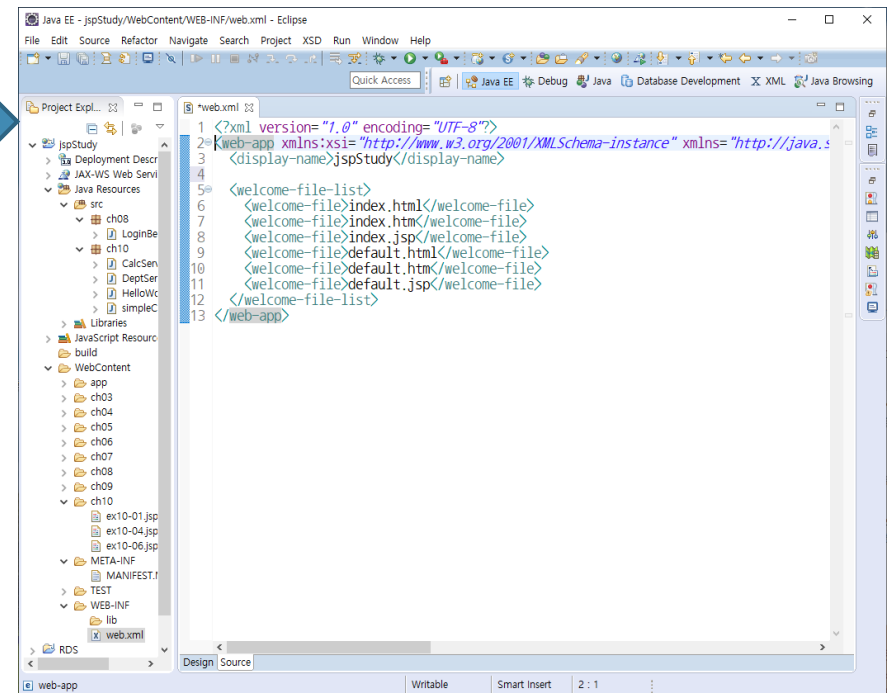 Java EE - jspStudy/WebContent/WEB-INF/web.xml - Eclipse
File Edit Source Refactor Navigate Search Project XSD Run Window Help
Quick Access Java EE Debug Java Database Development XML Java Browsing
Project Expl...
jspStudy
Deployment Descr
JAX-WS Web Servi
Java Resources
src
ch08
LoginBe
ch10
CalcServ
DeptSer
HelloWo
simpleC
Libraries
JavaScript Resourc
build
WebContent
app
ch03
ch04
ch05
ch06
ch07
ch08
ch09
ch10
ex10-01.jsp
ex10-04.jsp
ex10-06.jsp
META-INF
MANIFEST.M
TEST
WEB-INF
lib
web.xml
RDS
*web.xml
1 <?xml version="1.0" encoding="UTF-8"?>
2 <web-app xmlns:xsi="http://www.w3.org/2001/XMLSchema-instance" xmlns="http://java.s
3 <display-name>jspStudy</display-name>
4
5 <welcome-file-list>
6 <welcome-file>index.html</welcome-file>
7 <welcome-file>index.htm</welcome-file>
8 <welcome-file>index.jsp</welcome-file>
9 <welcome-file>default.html</welcome-file>
10 <welcome-file>default.htm</welcome-file>
11 <welcome-file>default.jsp</welcome-file>
12 </welcome-file-list>
13 </web-app>
Design Source
web-app Writable Smart Insert 2 : 1